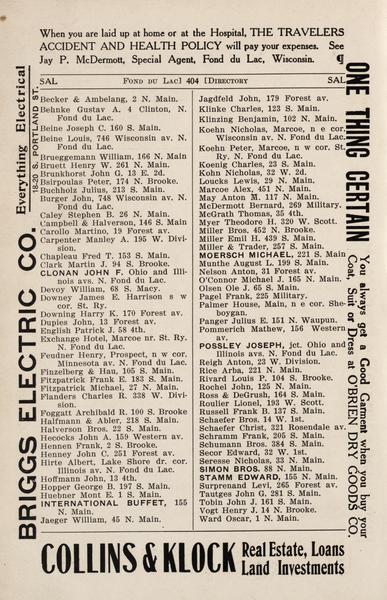 When you are laid up at home or at the Hospital, THE TRAVELERS
ACCIDENT AND HEALTH POLICY will pay your expenses. See
Jay P. McDermott, Special Agent, Fond du Lac, Wisconsin. ¶
SAL FOND DU LAC] 404 [DIRECTORY SAL
Everything Electrical
18-20 S. PORTLAND ST.
BRIGGS ELECTRIC CO.
Becker & Ambelang, 2 N. Main.
Behnke Gustav A. 4 Clinton, N.
Fond du Lac.
Beine Joseph C. 160 S. Main.
Beine Louis, 746 Wisconsin av. N.
Fond du Lac.
Brueggemann William, 166 N. Main
Bruett Henry W. 261 N. Main.
Brunkhorst John G. 13 E. 2d.
Bsirpoulas Peter, 174 N. Brooke.
Buchholz Julius, 213 S. Main.
Burger John, 748 Wisconsin av. N.
Fond du Lac.
Caley Stephen B. 26 N. Main.
Campbell & Halverson, 146 S Main
Carollo Martino, 19 Forest av.
Carpenter Manley A. 195 W. Divi-
sion.
Chapleau Fred T. 153 S. Main.
Clark Martin J. 94 S. Brooke.
CLONAN JOHN F. Ohio and Illi-
nois avs. N. Fond du Lac.
Devoy William, 68 S. Macy.
Downey James E. Harrison s w
cor. St. Ry.
Downing Harry K. 170 Forest av.
Dupies John, 13 Forest av.
English Patrick J. 58 4th.
Exchange Hotel, Marcoe nr. St. Ry.
N. Fond du Lac.
Feudner Henry, Prospect, n w cor.
Minnesota av. N. Fond du Lac.
Finzelberg & Hau, 105 S. Main.
Fitzpatrick Frank E. 183 S. Main.
Fitzpatrick Michael, 27 N. Main.
Flanders Charles R. 338 W. Divi-
sion.
Foggatt Archibald R. 100 S. Brooke
Halfmann & Abler, 218 S. Main.
Halverson Bros. 22 S. Main.
Hecocks John A. 159 Western av.
Hennen Frank, 2 S. Brooke.
Henney John C. 251 Forest av.
Hirte Albert, Lake Shore dr. cor.
Illinois av. N. Fond du Lac.
Hoffmann John, 13 4th.
Hopper George B. 197 S. Main.
Huebner Mont E. 1 S. Main.
INTERNATIONAL BUFFET, 155
N. Main.
Jaeger William, 45 N. Main.
Jagdfeld John, 179 Forest av.
Klinke Charles, 123 S. Main.
Klinzing Benjamin, 102 N. Main.
Koehn Nicholas, Marcoe, n e cor.
Wisconsin av. N. Fond du Lac.
Koehn Peter, Marcoe, n w cor. St.
Ry. N. Fond du Lac.
Koenig Charles, 23 S. Main.
Kohn Nicholas, 32 W. 2d.
Loucks Lewis, 29 N. Main.
Marcoe Alex, 451 N. Main.
May Anton M. 117 N. Main.
McDermott Bernard, 269 Military.
McGrath Thomas, 35 4th.
Myer Theodore H. 320 W. Scott.
Miller Bros. 452 N. Brooke.
Miller Emil H. 439 S. Main.
Miller & Trader, 257 S. Main.
MOERSCH MICHAEL, 221 S. Main
Munthe August L. 199 S. Main.
Nelson Anton, 31 Forest av.
O'Connor Michael J. 165 N. Main.
Olsen Ole J. 65 S. Main.
Pagel Frank, 225 Military.
Palmer House, Main, n e cor. She-
boygan.
Panger Julius E. 151 N. Waupun.
Pommerich Mathew, 156 Western
av.
POSSLEY JOSEPH, jct. Ohio and
Illinois avs. N. Fond du Lac.
Reigh Anton, 23 W. Division.
Rice Arba, 221 N. Main.
Rivard Louis P. 104 S. Brooke.
Rochel John, 125 N. Main.
Ross & DeGrush, 164 S. Main.
Roulier Lionel, 193 W. Scott.
Russell Frank B. 137 S. Main.
Schaefer Bros. 14 W. 1st.
Schaefer Christ, 321 Rosendale av.
Schramm Frank, 205 S. Main.
Schumann Bros. 384 S. Main.
Secor Edward, 32 W. 1st.
Seresse Nicholas, 33 N. Main.
SIMON BROS. 88 N. Main.
STAMM EDWARD, 155 N. Main.
Surprenand Levi, 265 Forest av.
Tautges John G. 281 S. Main.
Tobin John J. 161 S. Main.
Vogt Henry J. 14 N. Brooke.
Ward Oscar, 1 N. Main.
ONE THING CERTAIN
You always get a Good Garment when you buy your
Coat, Suit or Dress at O'BRIEN DRY GOODS CO.
COLLINS & KLOCK Real Estate, Loans
Land Investments